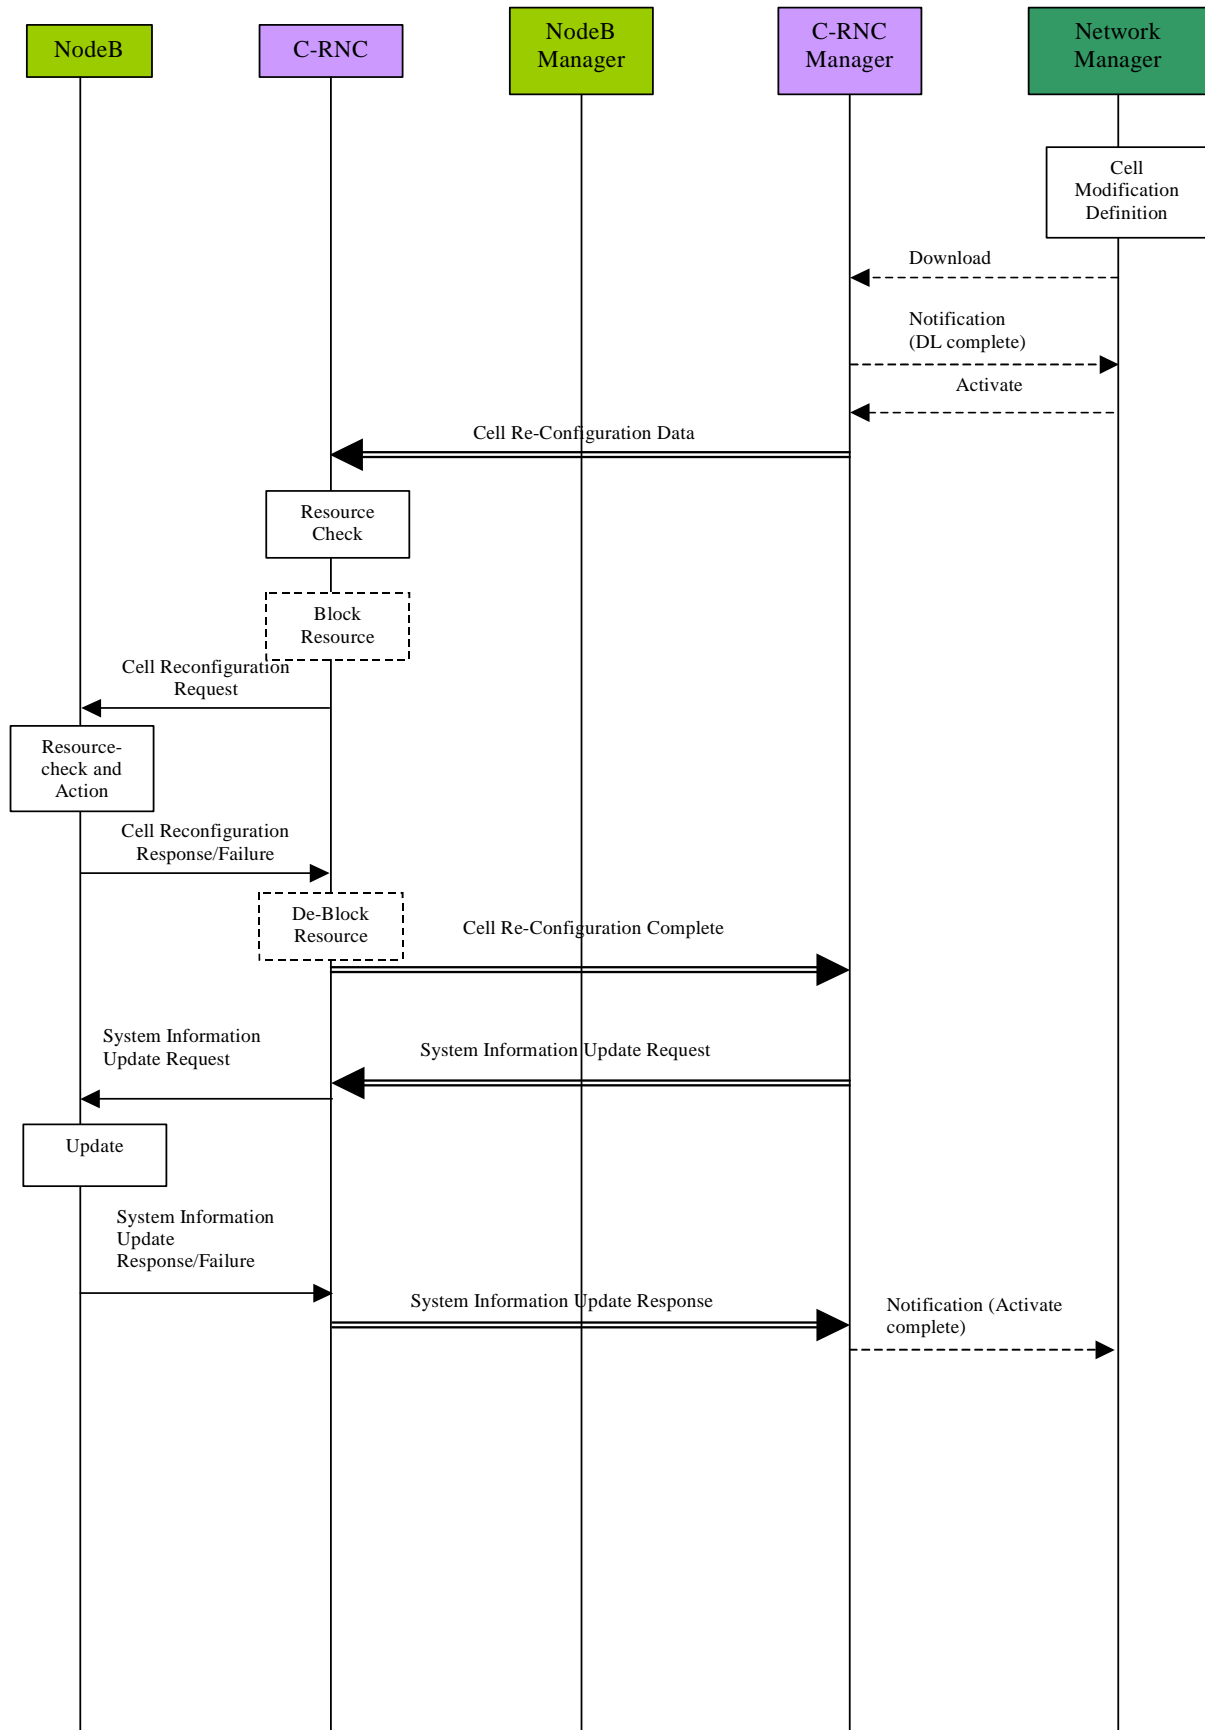 NodeB
C-RNC
NodeB
Manager
C-RNC
Manager
Network
Manager
Cell
Modification
Definition
Download
Notification
(DL complete)
Activate
Cell Re-Configuration Data
Resource
Check
Block
Resource
Cell Reconfiguration
Request
Resource-
check and
Action
Cell Reconfiguration
Response/Failure
De-Block
Resource
Cell Re-Configuration Complete
System Information
Update Request
System Information Update Request
Update
System Information
Update
Response/Failure
System Information Update Response
Notification (Activate
complete)